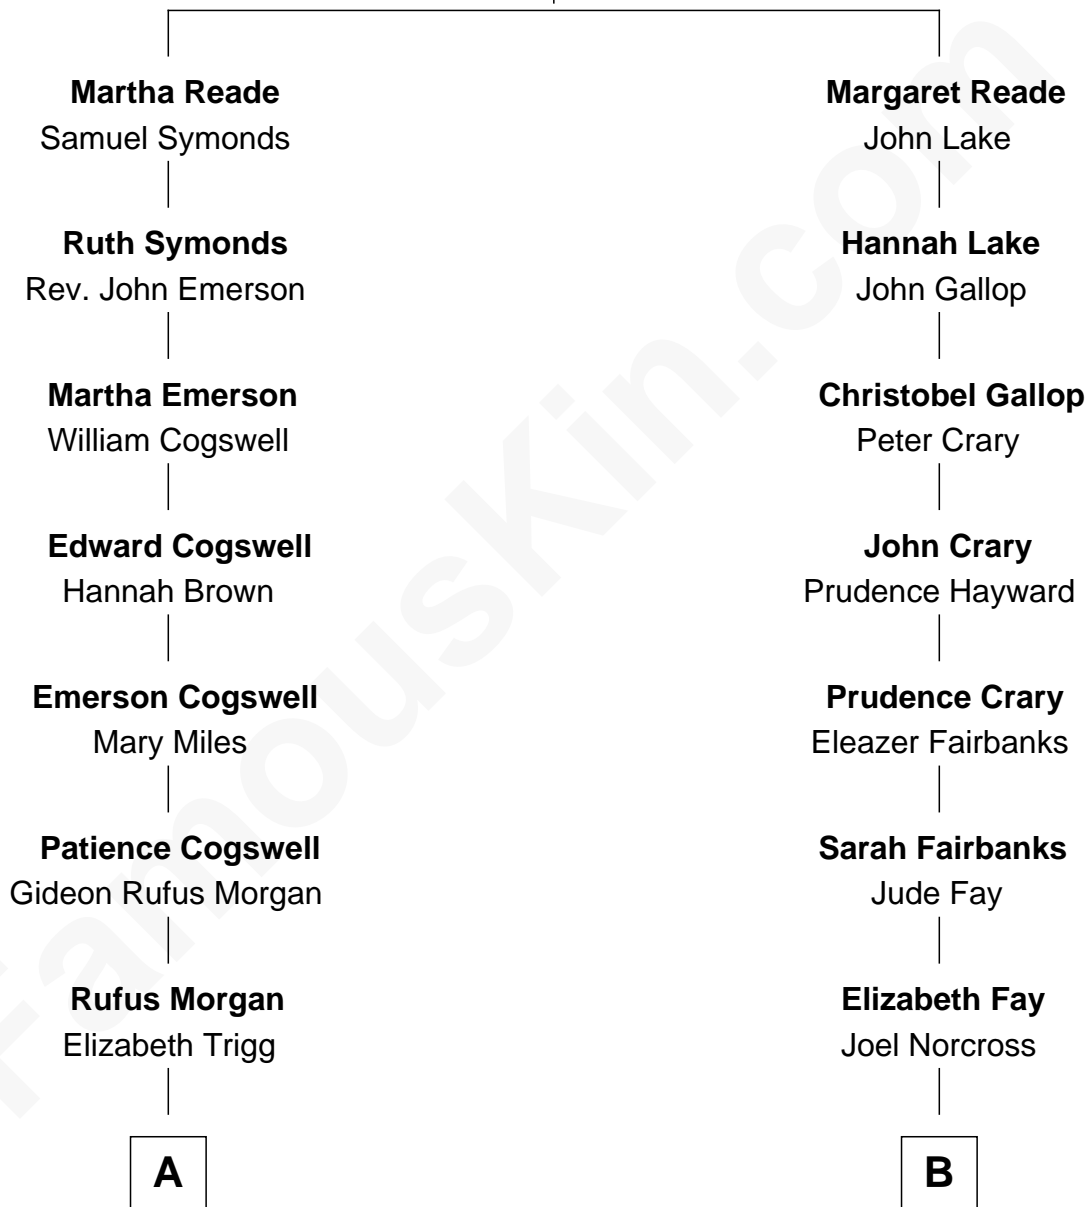 Martha Reade
Samuel Symonds
Ruth Symonds
Rev. John Emerson
Martha Emerson
William Cogswell
Edward Cogswell
Hannah Brown
Emerson Cogswell
Mary Miles
Patience Cogswell
Gideon Rufus Morgan
Rufus Morgan
Elizabeth Trigg
A
Margaret Reade
John Lake
Hannah Lake
John Gallop
Christobel Gallop
Peter Crary
John Crary
Prudence Hayward
Prudence Crary
Eleazer Fairbanks
Sarah Fairbanks
Jude Fay
Elizabeth Fay
Joel Norcross
B
FamousKin.com